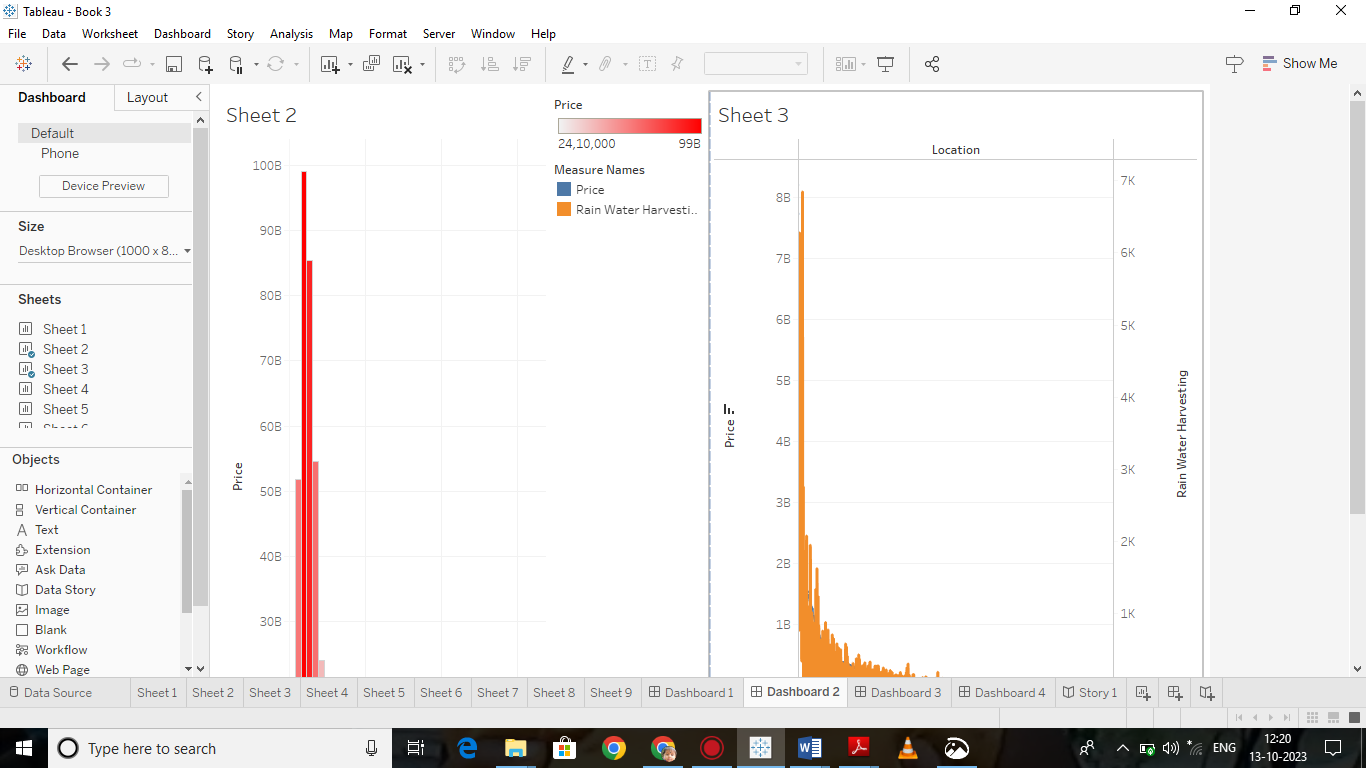 Tableau - Book 3
File Data Worksheet Dashboard Story Analysis Map Format Server Window Help
Show Me
Dashboard Layout
Default
Phone
Device Preview
Size
Desktop Browser (1000 x 8...
Sheets
Sheet 1
Sheet 2
Sheet 3
Sheet 4
Sheet 5
Objects
Horizontal Container
Vertical Container
Text
Extension
Ask Data
Data Story
Image
Blank
Workflow
Web Page
Sheet 2
100B
90B
80B
70B
60B
50B
40B
30B
Price
Price
24,10,000 99B
Measure Names
Price
Rain Water Harvesti..
Sheet 3
Location
8B
7B
6B
5B
4B
3B
2B
1B
Price
7K
6K
5K
4K
3K
2K
1K
Rain Water Harvesting
Data Source Sheet 1 Sheet 2 Sheet 3 Sheet 4 Sheet 5 Sheet 6 Sheet 7 Sheet 8 Sheet 9 Dashboard 1 Dashboard 2 Dashboard 3 Dashboard 4 Story 1
Type here to search
ENG
12:20
13-10-2023